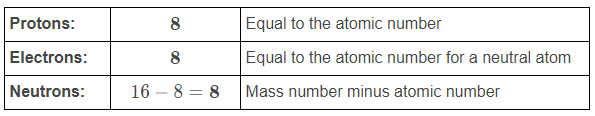 Protons: 8 Equal to the atomic number
Electrons: 8 Equal to the atomic number for a neutral atom
Neutrons: 16 – 8 = 8 Mass number minus atomic number